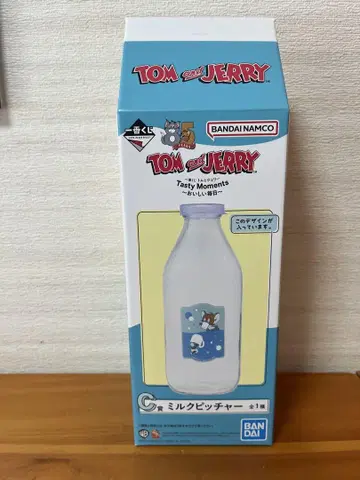 TOM and JERRY
一番くじ
85
BANDAI NAMCO
TOM and JERRY
一番くじ トムとジェリー
Tasty Moments
~おいしい毎日~
このデザインが
入っています。
C賞 ミルクピッチャー 全1種
BAN
DAI